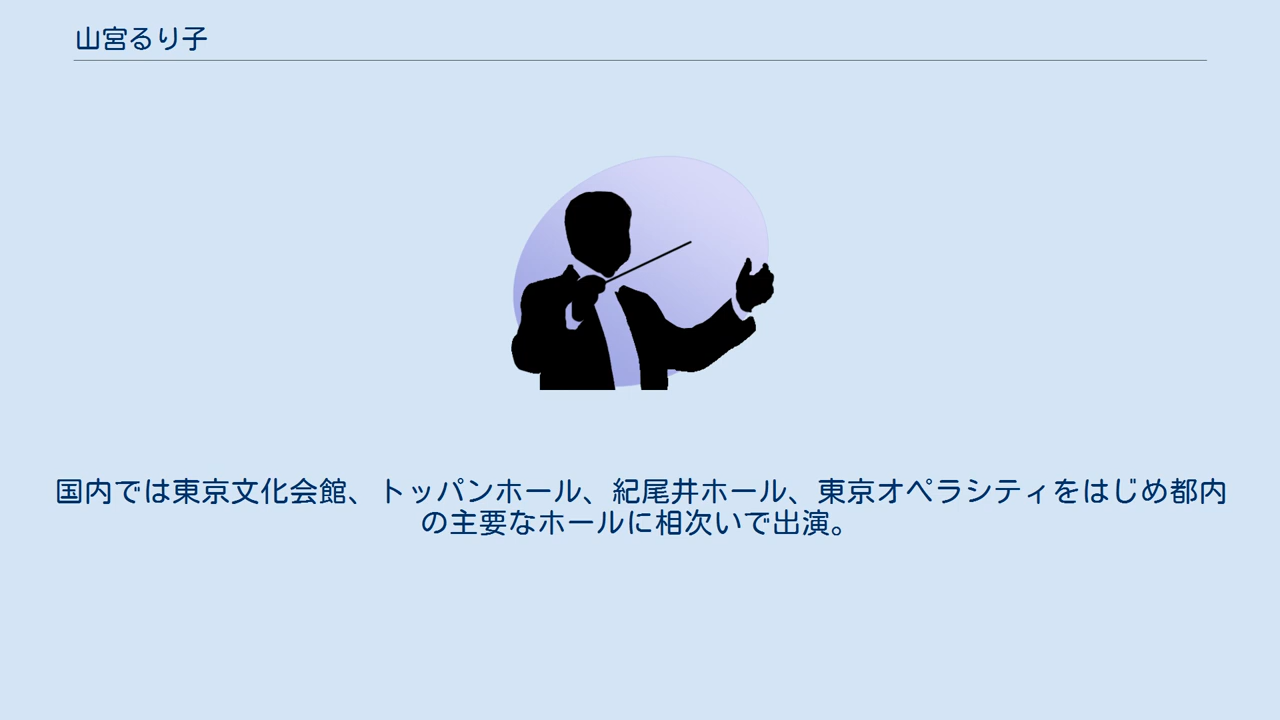 山宮るり子
国内では東京文化会館、トッパンホール、紀尾井ホール、東京オペラシティをはじめ都内
の主要なホールに相次いで出演。